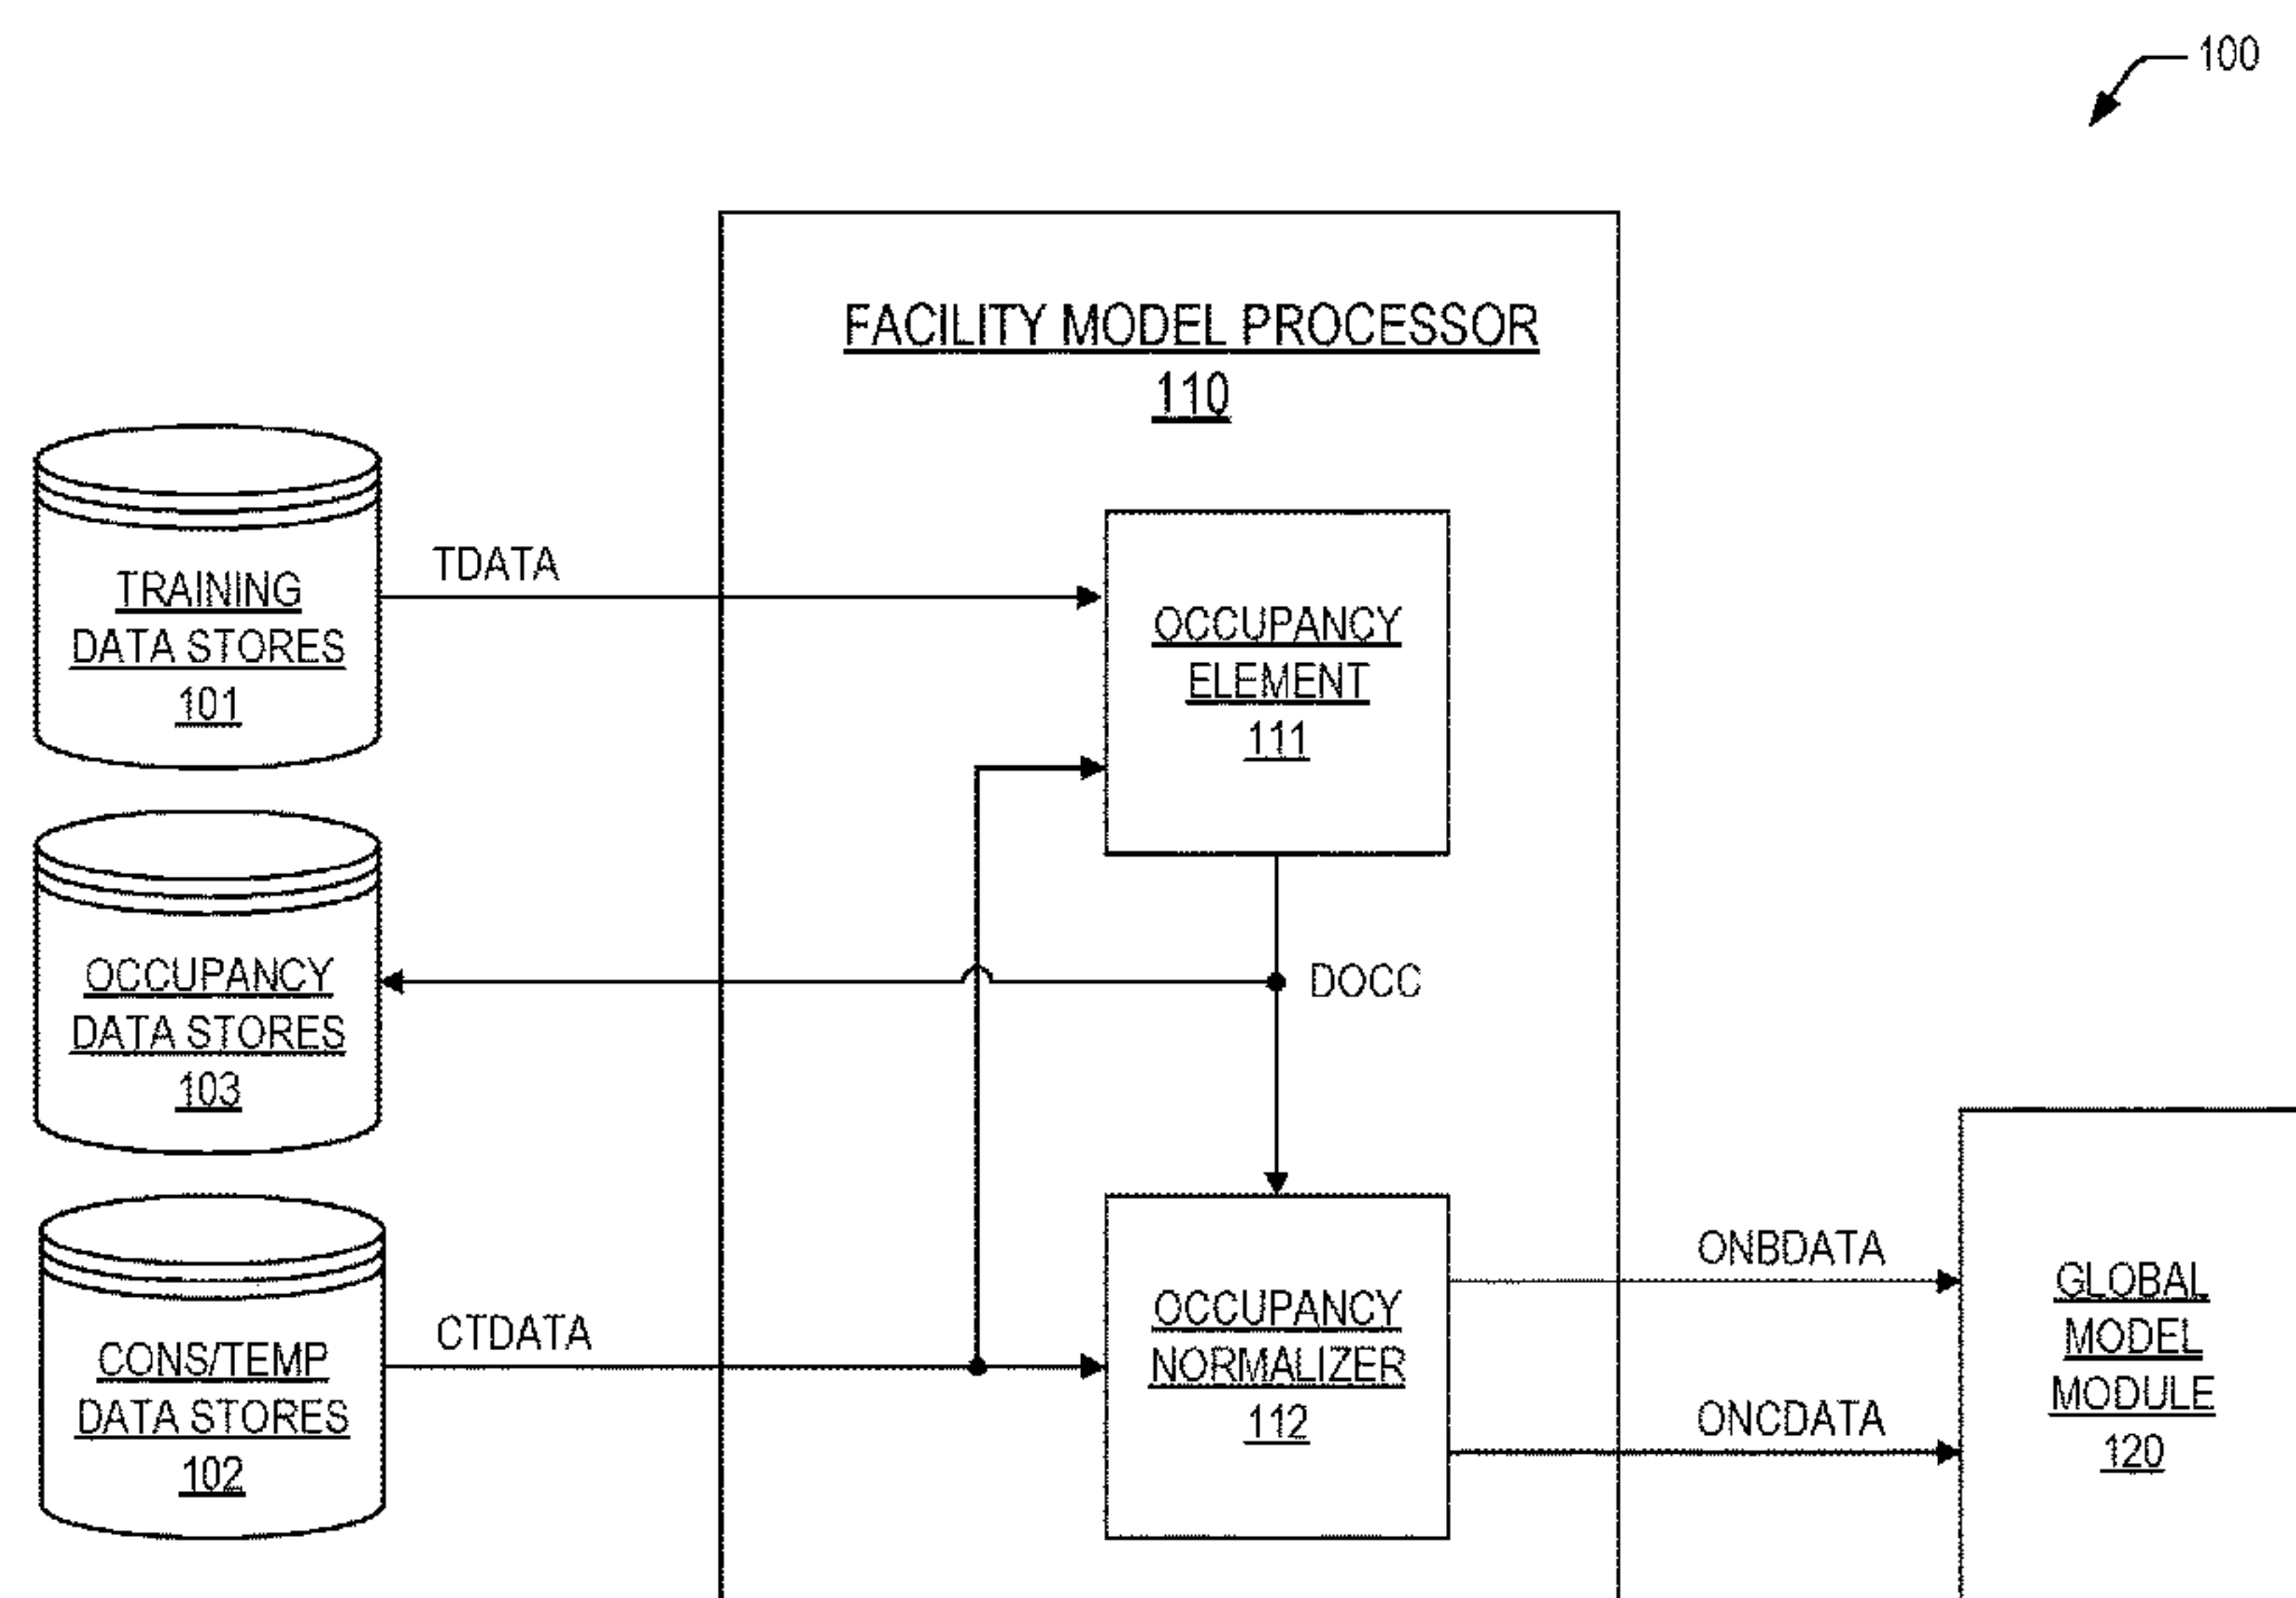 100
FACILITY MODEL PROCESSOR
110
TRAINING
DATA STORES
101
TDATA
OCCUPANCY
ELEMENT
111
OCCUPANCY
DATA STORES
103
DOCC
CONS/TEMP
DATA STORES
102
CTDATA
OCCUPANCY
NORMALIZER
112
ONBDATA
ONCDATA
GLOBAL
MODEL
MODULE
120